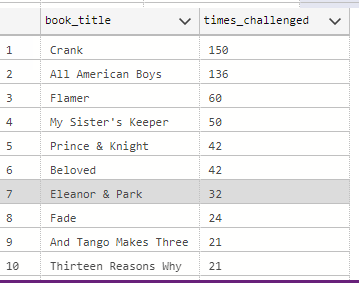 book_title times_challenged
1 Crank 150
2 All American Boys 136
3 Flamer 60
4 My Sister's Keeper 50
5 Prince & Knight 42
6 Beloved 42
7 Eleanor & Park 32
8 Fade 24
9 And Tango Makes Three 21
10 Thirteen Reasons Why 21